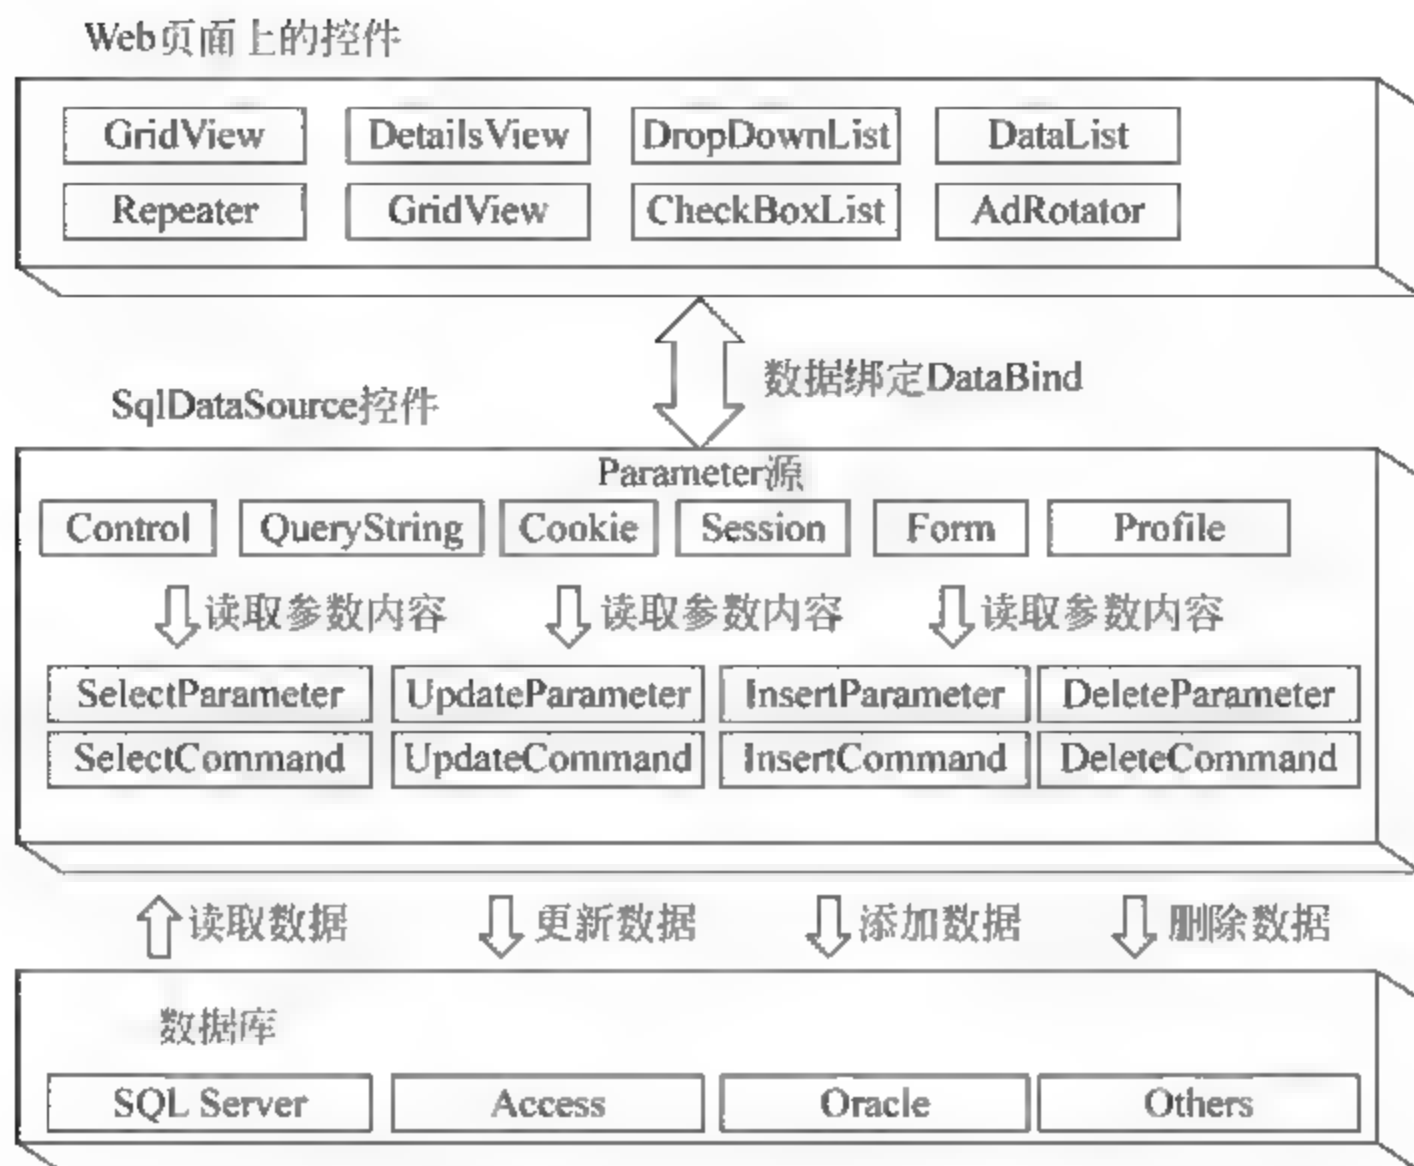 Web页面上的控件
GridView DetailsView DropDownList DataList
Repeater GridView CheckBoxList AdRotator
数据绑定DataBind
SqlDataSource控件
Parameter源
Control QueryString Cookie Session Form Profile
读取参数内容 读取参数内容 读取参数内容
SelectParameter UpdateParameter InsertParameter DeleteParameter
SelectCommand UpdateCommand InsertCommand DeleteCommand
读取数据 更新数据 添加数据 删除数据
数据库
SQL Server Access Oracle Others